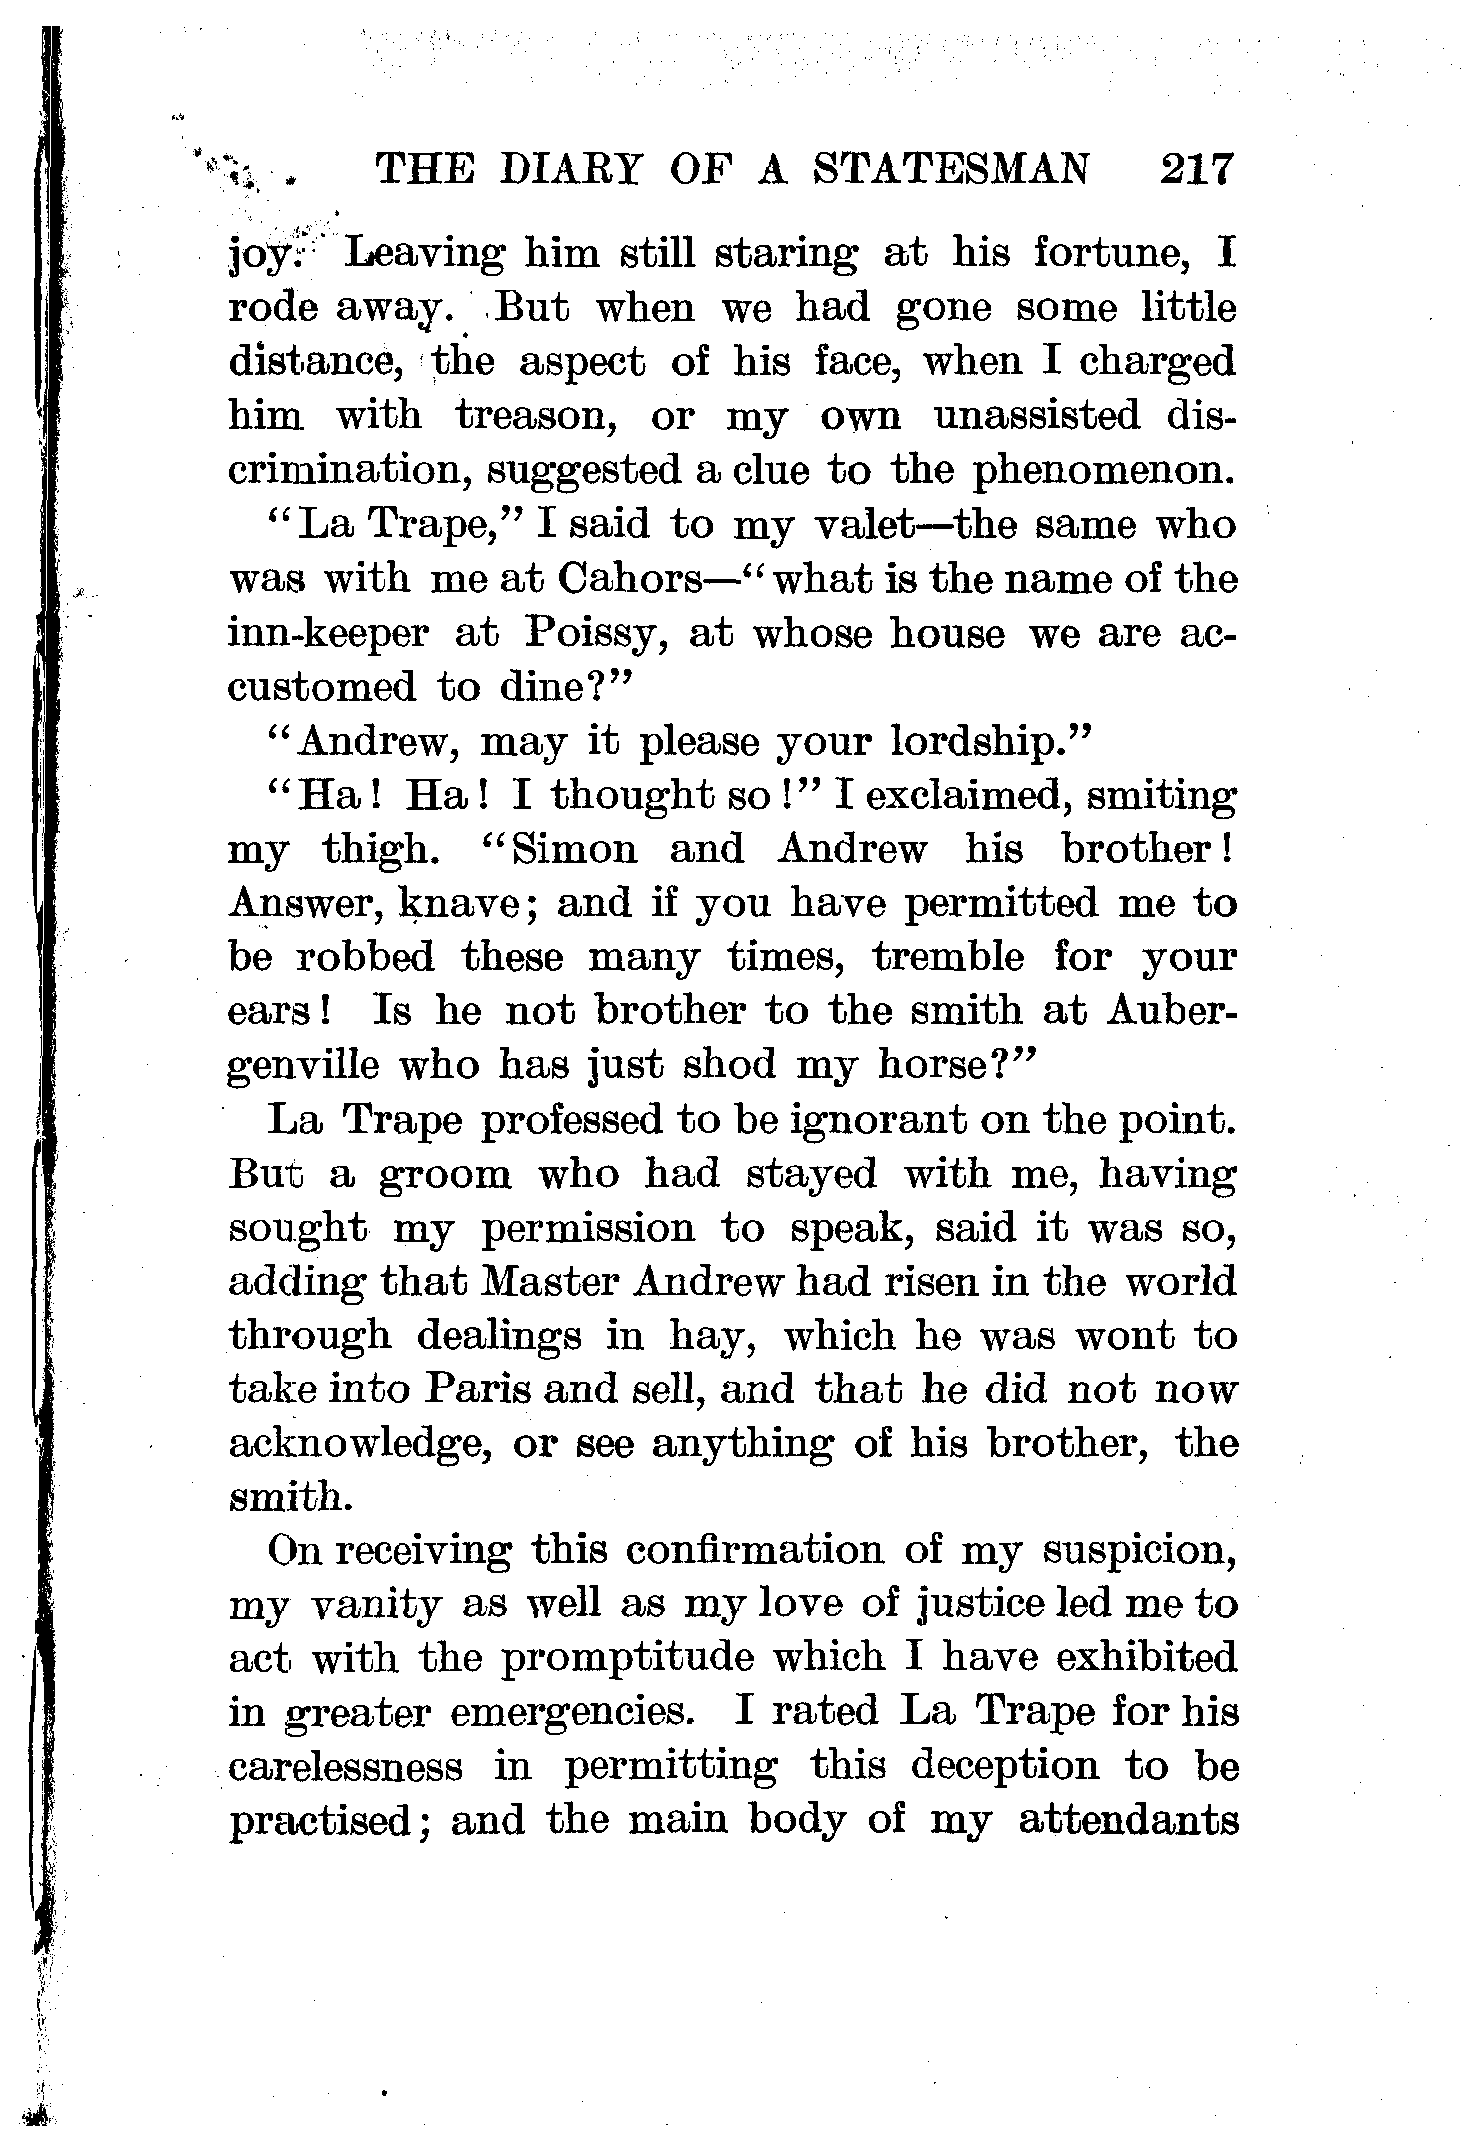 THE DIARY OF A STATESMAN 217
joy. Leaving him still staring at his fortune, I
rode away. But when we had gone some little
distance, the aspect of his face, when I charged
him with treason, or my own unassisted dis-
crimination, suggested a clue to the phenomenon.
"La Trape," I said to my valet—the same who
was with me at Cahors—"what is the name of the
inn-keeper at Poissy, at whose house we are ac-
customed to dine?"
"Andrew, may it please your lordship."
"Ha! Ha! I thought so!" I exclaimed, smiting
my thigh. "Simon and Andrew his brother!
Answer, knave; and if you have permitted me to
be robbed these many times, tremble for your
ears! Is he not brother to the smith at Auber-
genville who has just shod my horse?"
La Trape professed to be ignorant on the point.
But a groom who had stayed with me, having
sought my permission to speak, said it was so,
adding that Master Andrew had risen in the world
through dealings in hay, which he was wont to
take into Paris and sell, and that he did not now
acknowledge, or see anything of his brother, the
smith.
On receiving this confirmation of my suspicion,
my vanity as well as my love of justice led me to
act with the promptitude which I have exhibited
in greater emergencies. I rated La Trape for his
carelessness in permitting this deception to be
practised; and the main body of my attendants